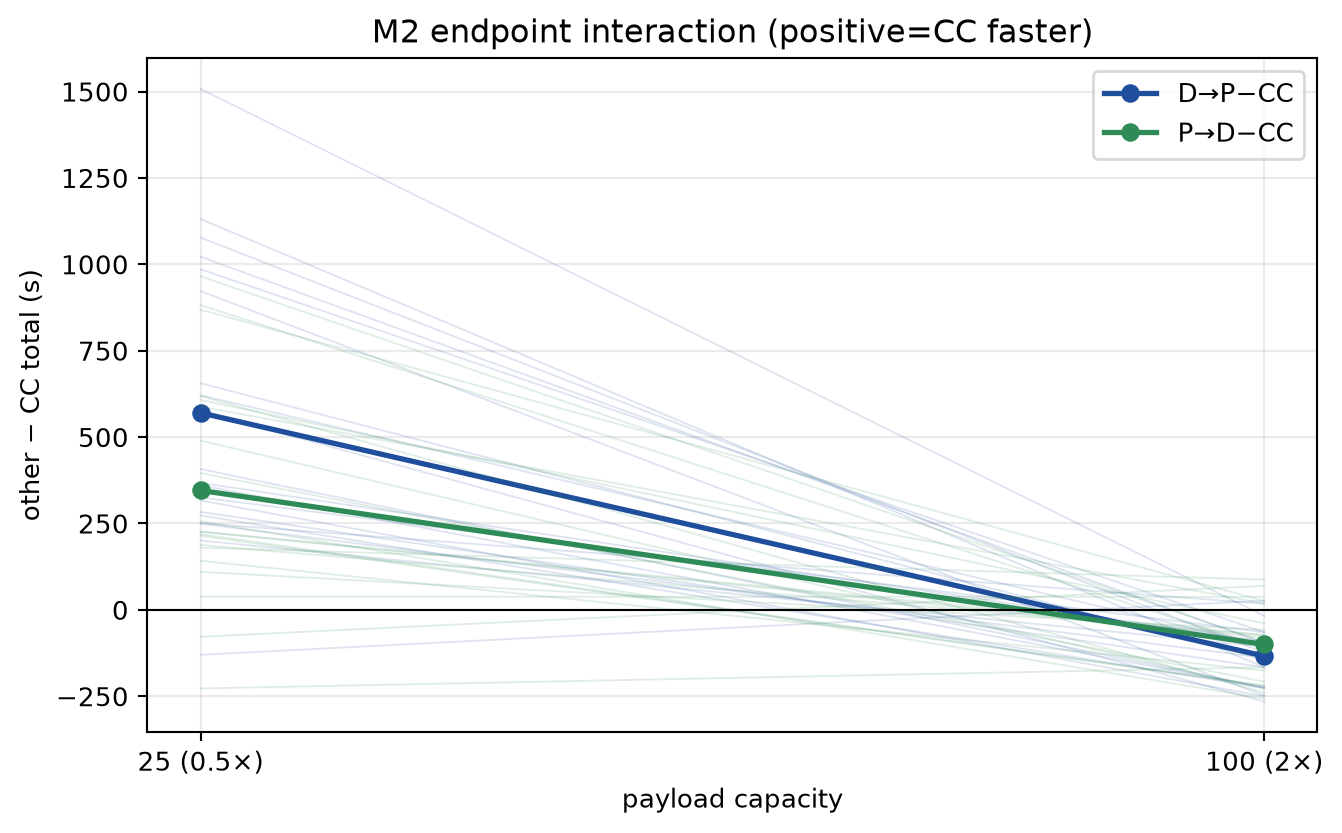 M2 endpoint interaction (positive=CC faster)
D→P−CC
P→D−CC
1500
1250
1000
750
500
250
0
−250
other − CC total (s)
25 (0.5×)
100 (2×)
payload capacity